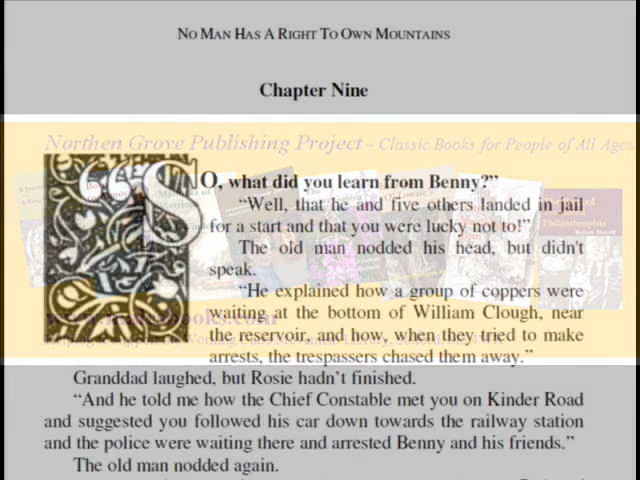 NO MAN HAS A RIGHT TO OWN MOUNTAINS
Chapter Nine
Northen Grove Publishing Project – Classic Books for People of All Ages
SO, what did you learn from Benny?”
“Well, that he and five others landed in jail
for a start and that you were lucky not to!”
The old man nodded his head, but didn't
speak.
“He explained how a group of coppers were
waiting at the bottom of William Clough, near
the reservoir, and how, when they tried to make
arrests, the trespassers chased them away.”
Granddad laughed, but Rosie hadn’t finished.
“And he told me how the Chief Constable met you on Kinder Road
and suggested you followed his car down towards the railway station
and the police were waiting there and arrested Benny and his friends.”
The old man nodded again.